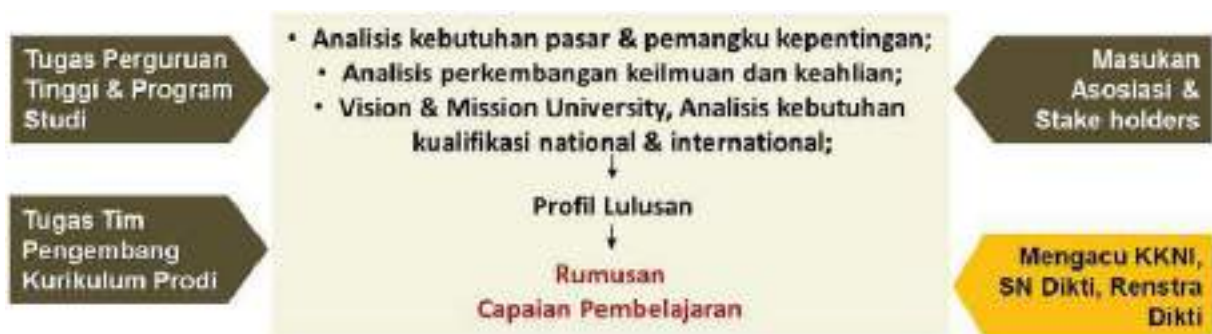 Tugas Perguruan
Tinggi & Program
Studi
• Analisis kebutuhan pasar & pemangku kepentingan;
• Analisis perkembangan keilmuan dan keahlian;
• Vision & Mission University, Analisis kebutuhan
kualifikasi national & international;
Masukan
Asosiasi &
Stake holders
Tugas Tim
Pengembang
Kurikulum Prodi
Profil Lulusan
Rumusan
Capaian Pembelajaran
Mengacu KKNI,
SN Dikti, Renstra
Dikti